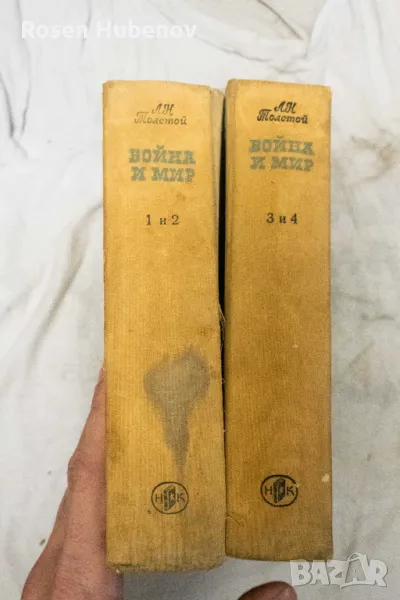 Rosen Hubenov
Л.Н
Толстой
ВОЙНА
И МИР
1 и 2
НК
Л.Н
Толстой
ВОЙНА
И МИР
3 и 4
НК
BAZAR